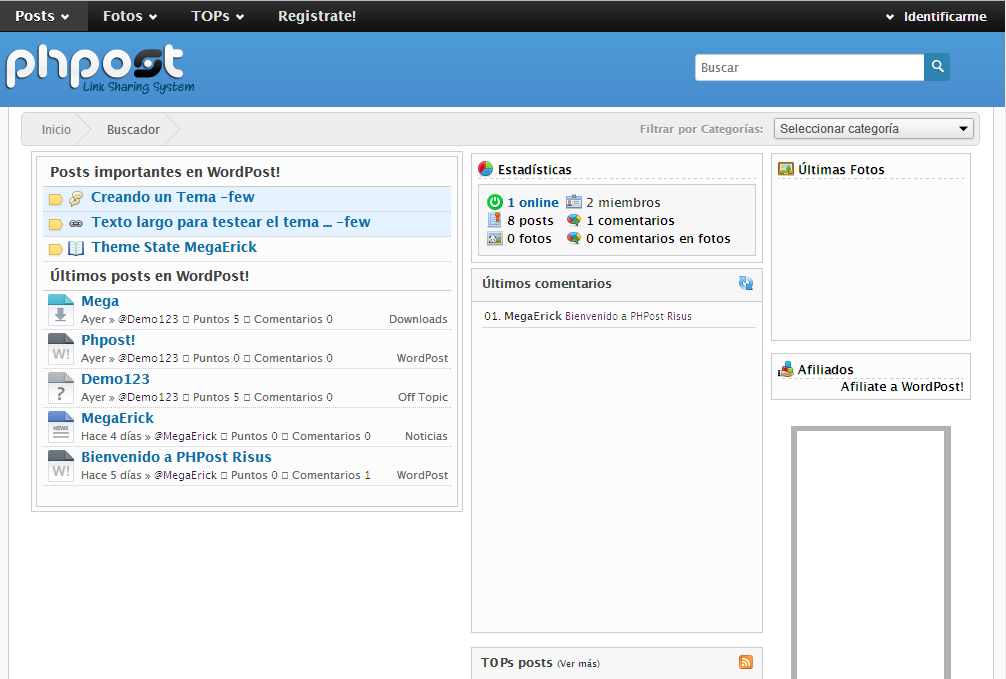 Posts Fotos TOPs Registrate! Identificarme
phpost
Link Sharing System
Buscar
Inicio Buscador Filtrar por Categorías: Seleccionar categoría
Posts importantes en WordPost!
Creando un Tema -few
Texto largo para testear el tema ... -few
Theme State MegaErick
Últimos posts en WordPost!
Mega
Ayer » @Demo123 Puntos 5 Comentarios 0 Downloads
W!
Phpost!
Ayer » @Demo123 Puntos 0 Comentarios 0 WordPost
?
Demo123
Ayer » @Demo123 Puntos 5 Comentarios 0 Off Topic
NEWS
MegaErick
Hace 4 días » @MegaErick Puntos 0 Comentarios 0 Noticias
W!
Bienvenido a PHPost Risus
Hace 5 días » @MegaErick Puntos 0 Comentarios 1 WordPost
Estadísticas
1 online 2 miembros
8 posts 1 comentarios
0 fotos 0 comentarios en fotos
Últimos comentarios
01. MegaErick Bienvenido a PHPost Risus
TOPs posts (Ver más)
Últimas Fotos
Afiliados
Afiliate a WordPost!